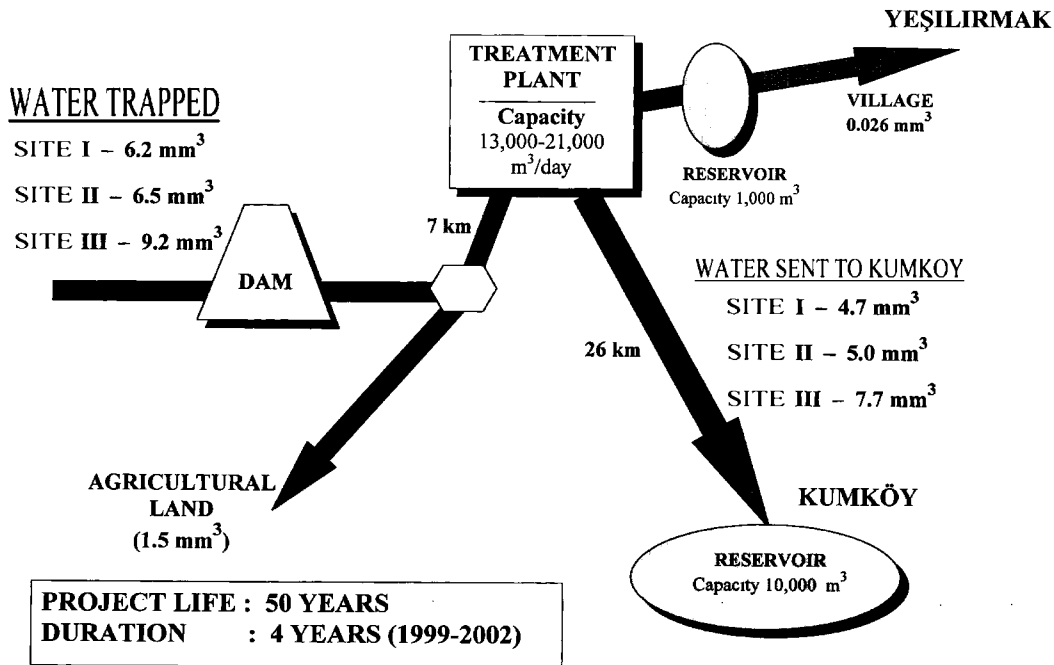 YEŞİLIRMAK
TREATMENT
PLANT
Capacity
13,000-21,000
m³/day
VILLAGE
0.026 mm³
RESERVOIR
Capacity 1,000 m³
WATER TRAPPED
SITE I – 6.2 mm³
SITE II – 6.5 mm³
SITE III – 9.2 mm³
DAM
7 km
WATER SENT TO KUMKOY
SITE I – 4.7 mm³
SITE II – 5.0 mm³
SITE III – 7.7 mm³
26 km
AGRICULTURAL
LAND
(1.5 mm³)
KUMKÖY
RESERVOIR
Capacity 10,000 m³
PROJECT LIFE : 50 YEARS
DURATION : 4 YEARS (1999-2002)